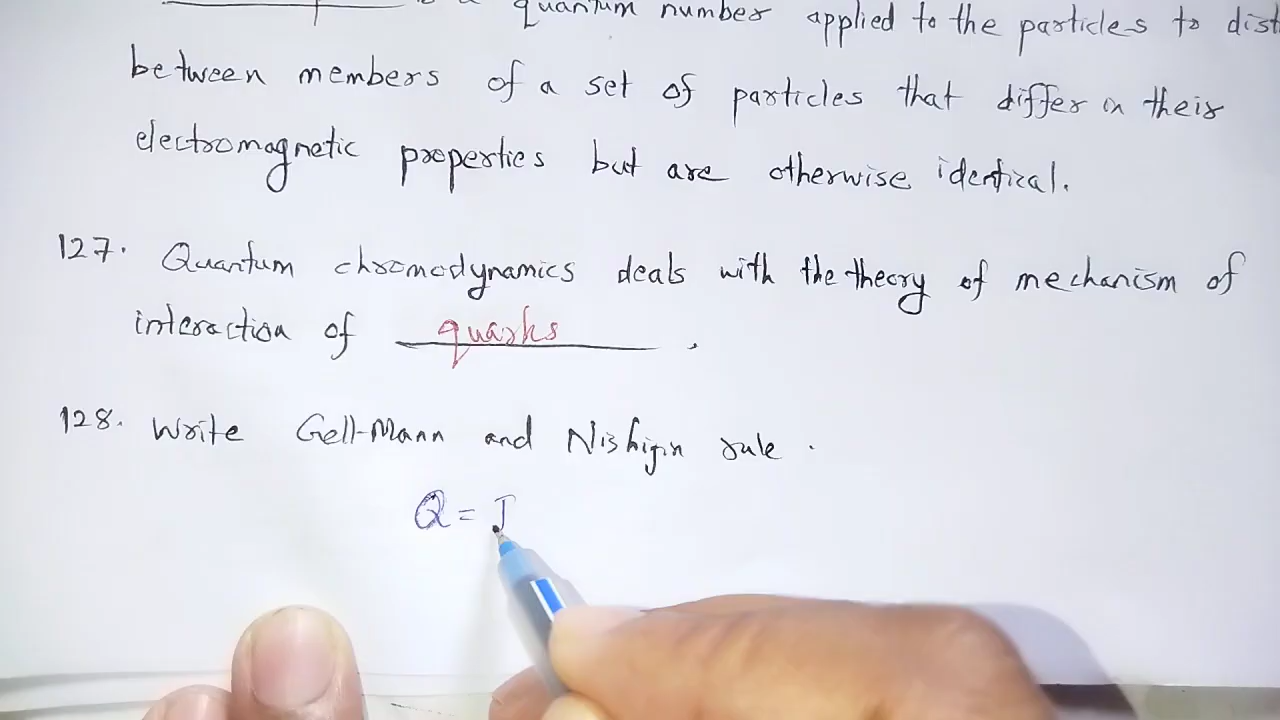 quantum number applied to the particles to
between members of a set of particles that differ in their
electromagnetic properties but are otherwise identical.
127. Quantum chromodynamics deals with the theory of mechanism of
interaction of quarks .
128. Write Gell-Mann and Nishigin rule .
Q = I